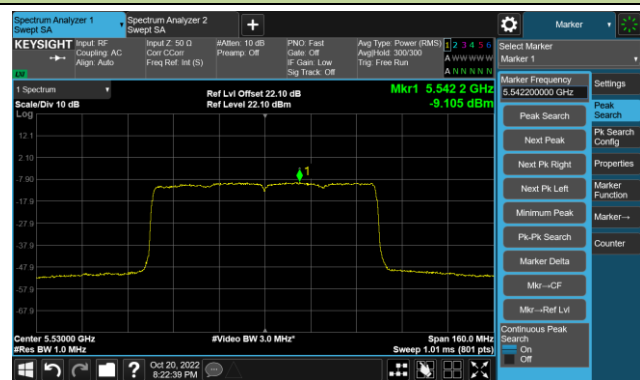 Spectrum Analyzer 1
Swept SA
Spectrum Analyzer 2
Swept SA
Marker
KEYSIGHT
Input: RF
Coupling: AC
Align: Auto
Input Z: 50 Ω
Corr CCorr
Freq Ref: Int (S)
#Atten: 10 dB
Preamp: Off
PNO: Fast
Gate: Off
IF Gain: Low
Sig Track: Off
Avg Type: Power (RMS)
Avg|Hold: 300/300
Trig: Free Run
1 2 3 4 5 6
A W W W W W
A N N N N N
Select Marker
Marker 1
1 Spectrum
Scale/Div 10 dB
Log
Ref Lvl Offset 22.10 dB
Ref Level 22.10 dBm
Mkr1 5.542 2 GHz
-9.105 dBm
12.1
2.10
-7.90
-17.9
-27.9
-37.9
-47.9
-57.9
-67.9
1
Center 5.53000 GHz
#Res BW 1.0 MHz
#Video BW 3.0 MHz*
Span 160.0 MHz
Sweep 1.01 ms (801 pts)
Marker Frequency
5.542200000 GHz
Peak Search
Next Peak
Next Pk Right
Next Pk Left
Minimum Peak
Pk-Pk Search
Marker Delta
Mkr→CF
Mkr→Ref Lvl
Continuous Peak
Search
On
Off
Settings
Peak
Search
Pk Search
Config
Properties
Marker
Function
Marker→
Counter
Oct 20, 2022
8:22:39 PM